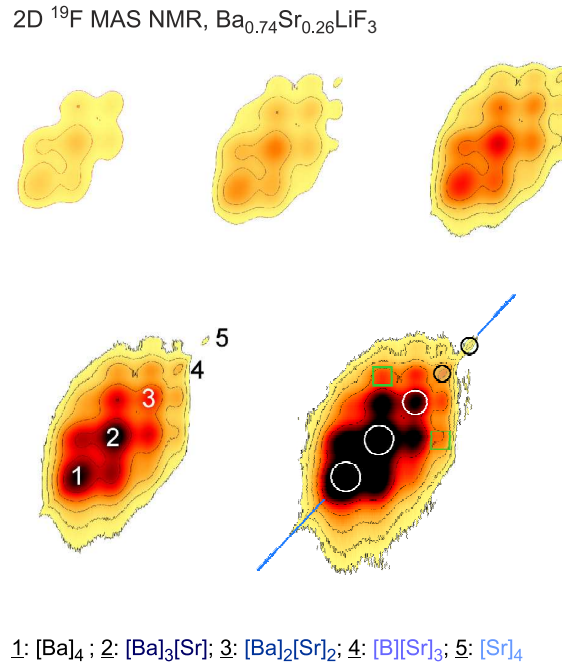 2D ¹⁹F MAS NMR, Ba₀.₇₄Sr₀.₂₆LiF₃
5
4
3
2
1
1: [Ba]₄ ; 2: [Ba]₃[Sr]; 3: [Ba]₂[Sr]₂; 4: [B][Sr]₃; 5: [Sr]₄